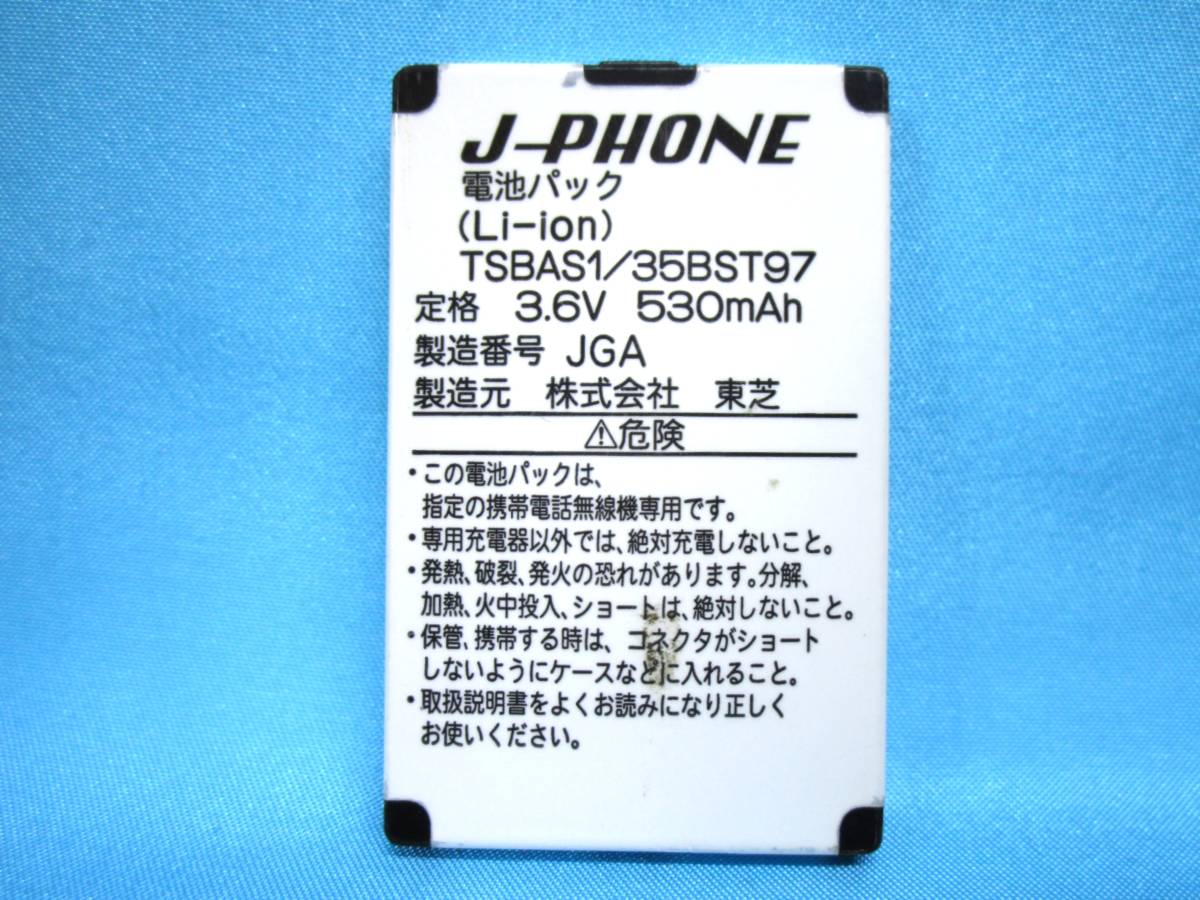 J-PHONE
電池パック
(Li-ion)
TSBAS1/35BST97
定格 3.6V 530mAh
製造番号 JGA
製造元 株式会社 東芝
⚠危険
・この電池パックは、
指定の携帯電話無線機専用です。
・専用充電器以外では、絶対充電しないこと。
・発熱、破裂、発火の恐れがあります。分解、
加熱、火中投入、ショートは、絶対しないこと。
・保管、携帯する時は、コネクタがショート
しないようにケースなどに入れること。
・取扱説明書をよくお読みになり正しく
お使いください。